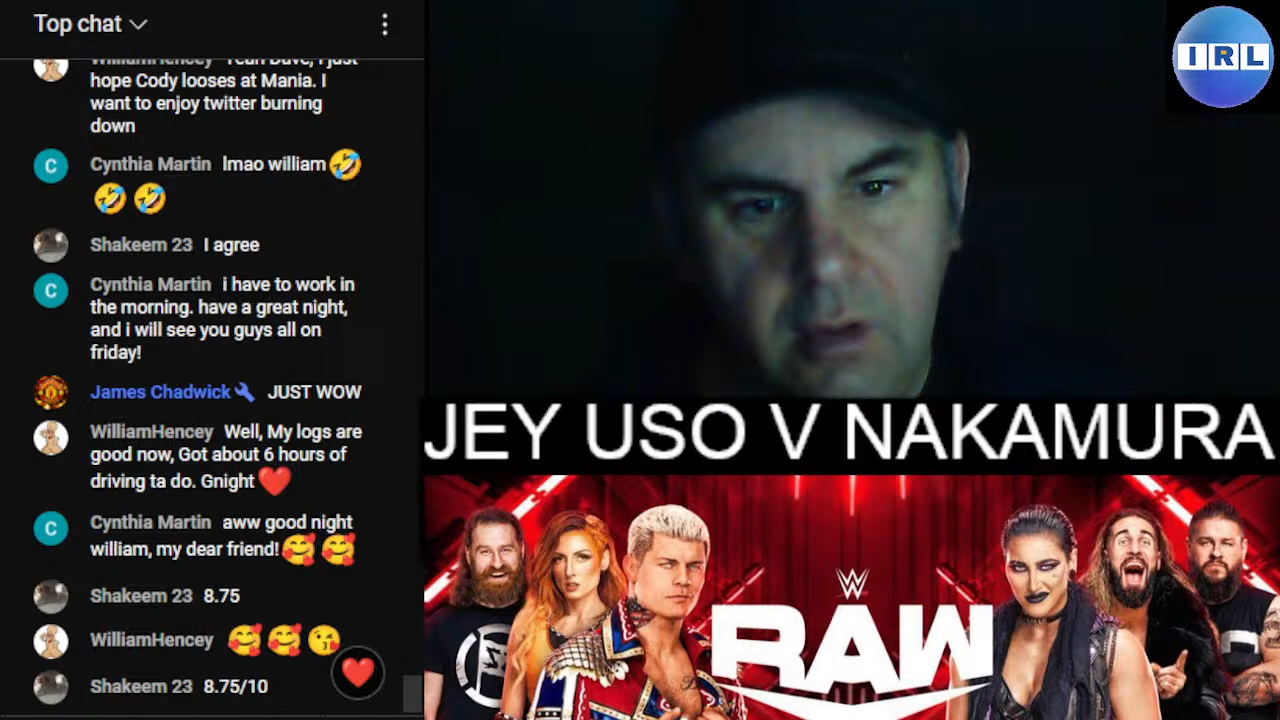 Top chat
WilliamHencey Yeah Dave, I just
hope Cody looses at Mania. I
want to enjoy twitter burning
down
C
Cynthia Martin lmao william
Shakeem 23 I agree
C
Cynthia Martin i have to work in
the morning. have a great night,
and i will see you guys all on
friday!
James Chadwick JUST WOW
WilliamHencey Well, My logs are
good now, Got about 6 hours of
driving ta do. Gnight
C
Cynthia Martin aww good night
william, my dear friend!
Shakeem 23 8.75
WilliamHencey
Shakeem 23 8.75/10
IRL
JEY USO V NAKAMURA
W
RAW